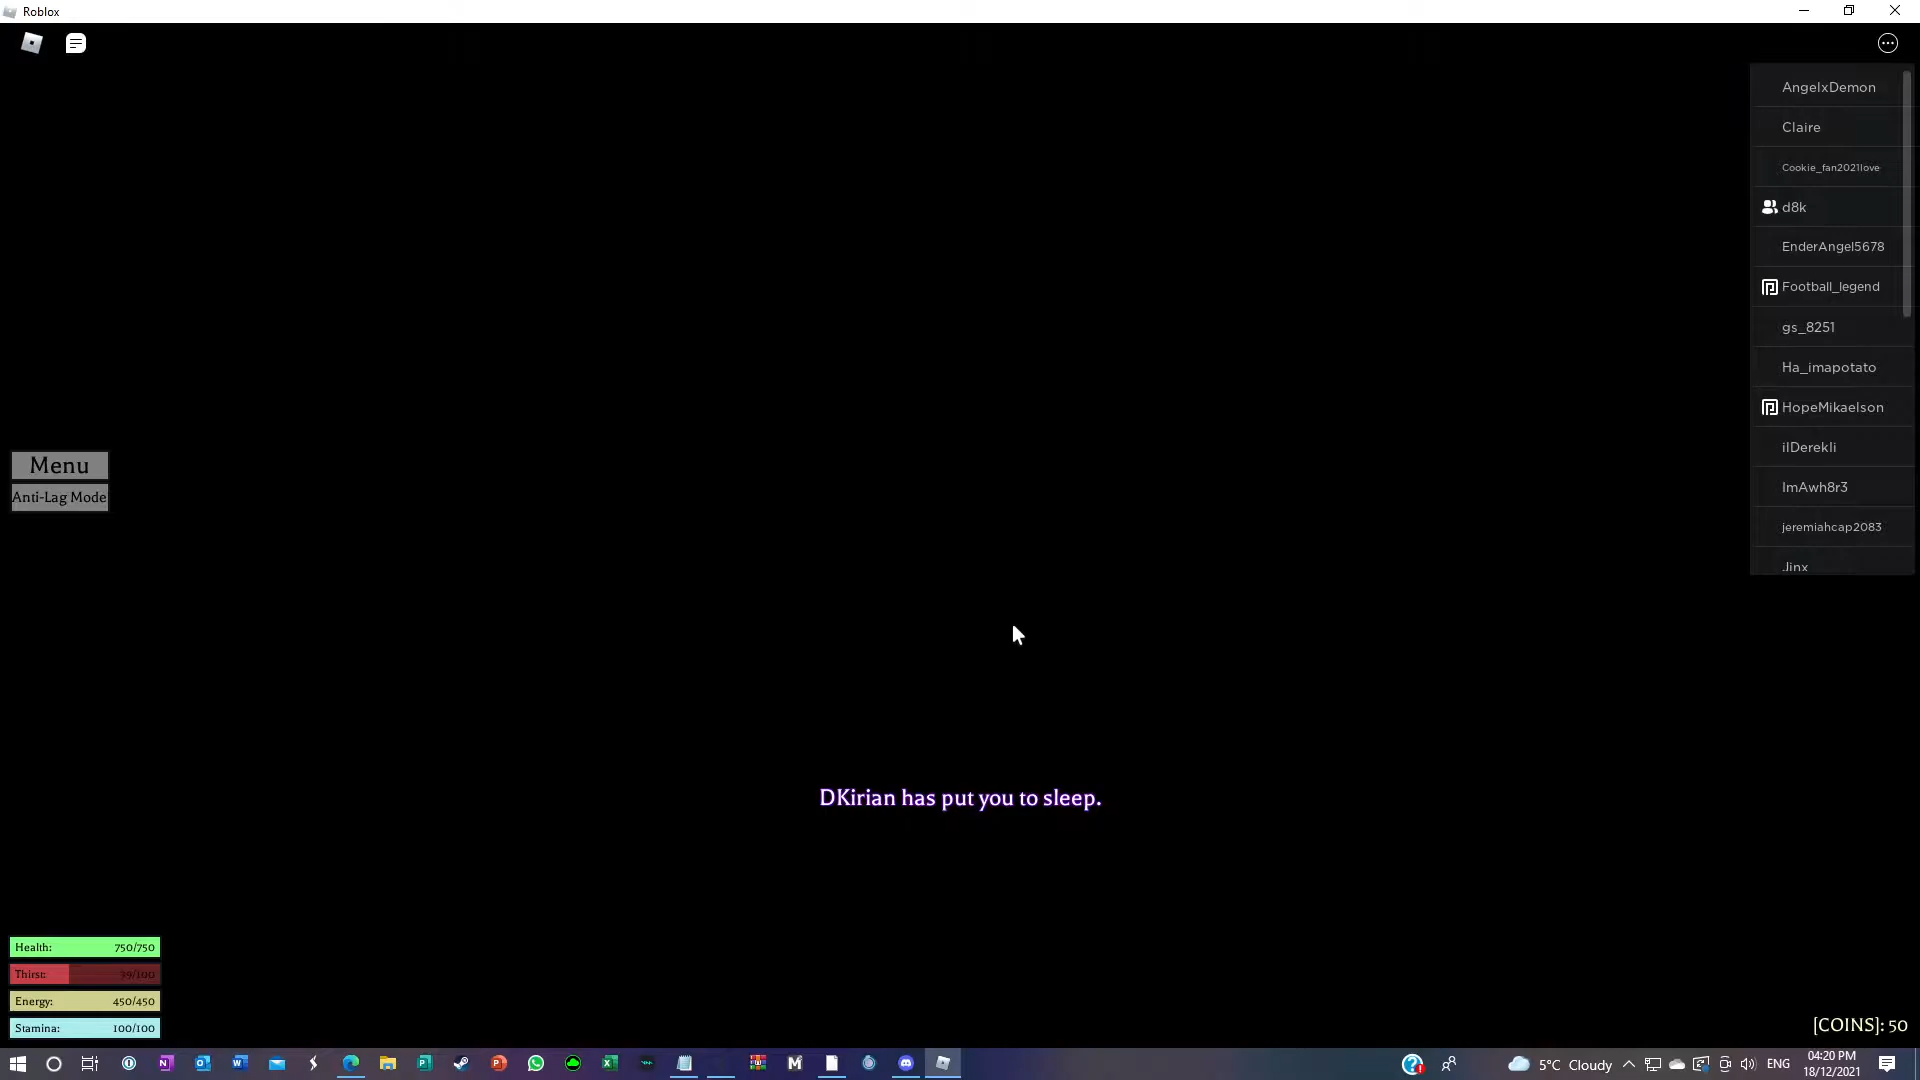 Roblox
AngelxDemon
Claire
Cookie_fan2021love
d8k
EnderAngel5678
Football_legend
gs_8251
Ha_imapotato
HopeMikaelson
ilDerekli
ImAwh8r3
jeremiahcap2083
Jinx
Menu
Anti-Lag Mode
DKirian has put you to sleep.
Health: 750/750
Thirst: 39/100
Energy: 450/450
Stamina: 100/100
[COINS]: 50
5°C Cloudy
ENG
04:20 PM
18/12/2021